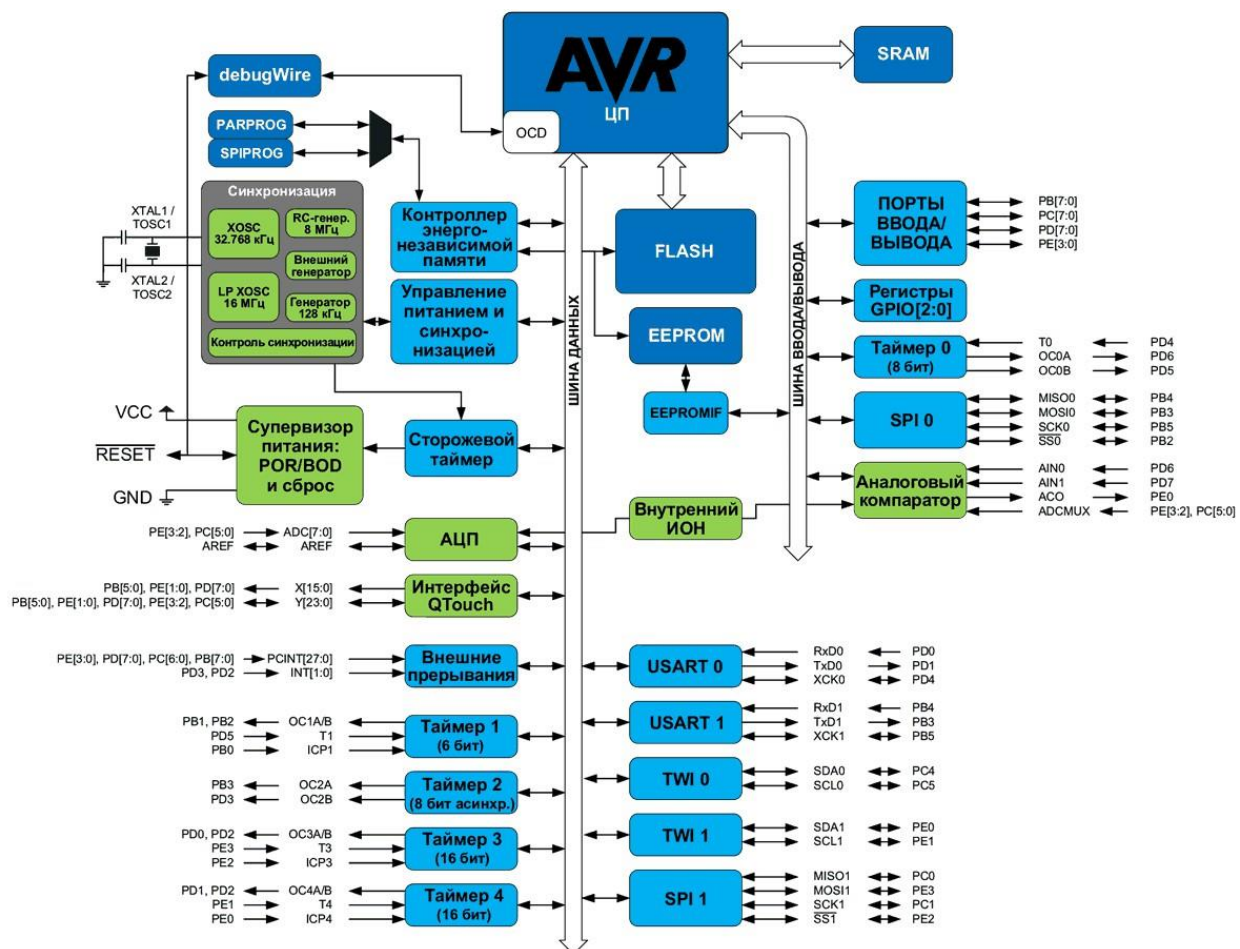 AVR
ЦП
OCD
SRAM
debugWire
PARPROG
SPIPROG
Синхронизация
XTAL1 /
TOSC1
XTAL2 /
TOSC2
XOSC
32.768 кГц
RC-генер.
8 МГц
Внешний
генератор
LP XOSC
16 МГц
Генератор
128 кГц
Контроль синхронизации
Контроллер
энерго-
независимой
памяти
Управление
питанием и
синхро-
низацией
FLASH
EEPROM
EEPROMIF
ШИНА ДАННЫХ
ШИНА ВВОДА/ВЫВОДА
ПОРТЫ
ВВОДА/
ВЫВОДА
PB[7:0]
PC[7:0]
PD[7:0]
PE[3:0]
Регистры
GPIO[2:0]
Таймер 0
(8 бит)
T0 PD4
OC0A PD6
OC0B PD5
SPI 0
MISO0 PB4
MOSI0 PB3
SCK0 PB5
SS0 PB2
Аналоговый
компаратор
AIN0 PD6
AIN1 PD7
ACO PE0
ADCMUX PE[3:2], PC[5:0]
VCC
RESET
GND
Супервизор
питания:
POR/BOD
и сброс
Сторожевой
таймер
Внутренний
ИОН
PE[3:2], PC[5:0] ADC[7:0]
AREF AREF
АЦП
PB[5:0], PE[1:0], PD[7:0] X[15:0]
PB[5:0], PE[1:0], PD[7:0], PE[3:2], PC[5:0] Y[23:0]
Интерфейс
QTouch
PE[3:0], PD[7:0], PC[6:0], PB[7:0] PCINT[27:0]
PD3, PD2 INT[1:0]
Внешние
прерывания
PB1, PB2 OC1A/B
PD5 T1
PB0 ICP1
Таймер 1
(6 бит)
PB3 OC2A
PD3 OC2B
Таймер 2
(8 бит асинхр.)
PD0, PD2 OC3A/B
PE3 T3
PE2 ICP3
Таймер 3
(16 бит)
PD1, PD2 OC4A/B
PE1 T4
PE0 ICP4
Таймер 4
(16 бит)
USART 0
RxD0 PD0
TxD0 PD1
XCK0 PD4
USART 1
RxD1 PB4
TxD1 PB3
XCK1 PB5
TWI 0
SDA0 PC4
SCL0 PC5
TWI 1
SDA1 PE0
SCL1 PE1
SPI 1
MISO1 PC0
MOSI1 PE3
SCK1 PC1
SS1 PE2